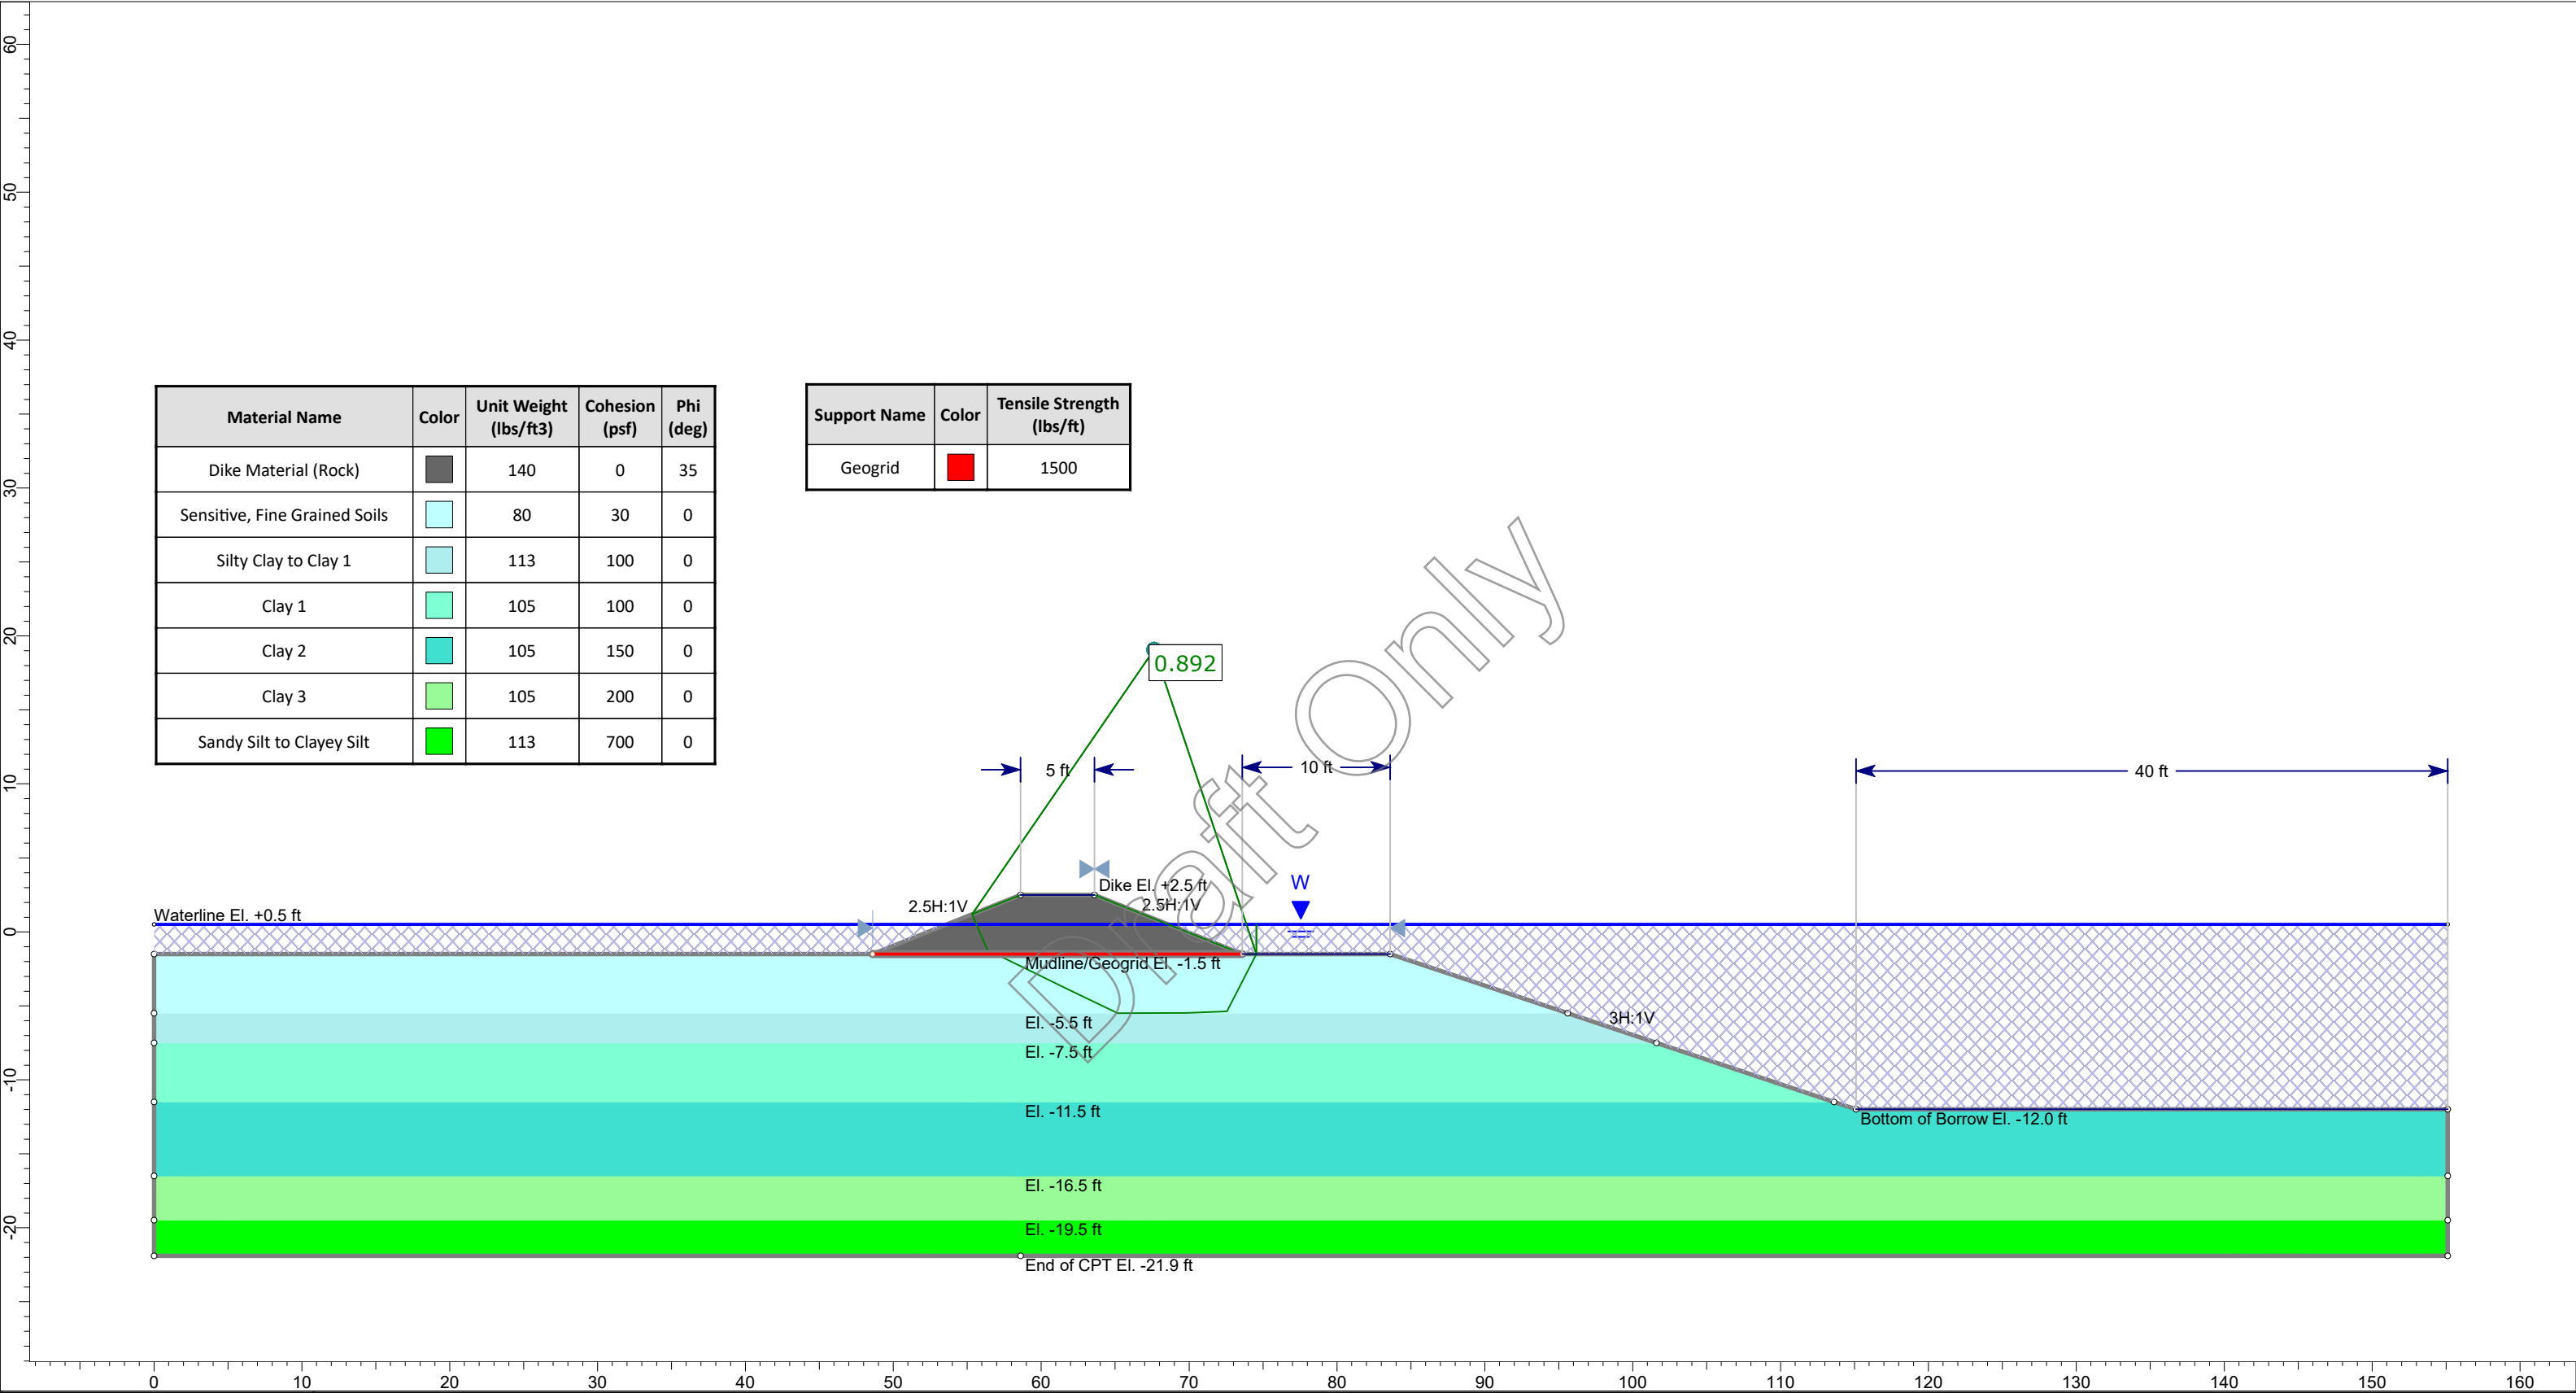 60
50
40
30
20
10
0
-10
-20
Material Name Color Unit Weight (lbs/ft3) Cohesion (psf) Phi (deg)
Dike Material (Rock) 140 0 35
Sensitive, Fine Grained Soils 80 30 0
Silty Clay to Clay 1 113 100 0
Clay 1 105 100 0
Clay 2 105 150 0
Clay 3 105 200 0
Sandy Silt to Clayey Silt 113 700 0
Support Name Color Tensile Strength (lbs/ft)
Geogrid 1500
Draft Only
0.892
5 ft
10 ft
40 ft
W
Dike El. +2.5 ft
2.5H:1V
2.5H:1V
Waterline El. +0.5 ft
Mudline/Geogrid El. -1.5 ft
El. -5.5 ft
3H:1V
El. -7.5 ft
El. -11.5 ft
Bottom of Borrow El. -12.0 ft
El. -16.5 ft
El. -19.5 ft
End of CPT El. -21.9 ft
0 10 20 30 40 50 60 70 80 90 100 110 120 130 140 150 160